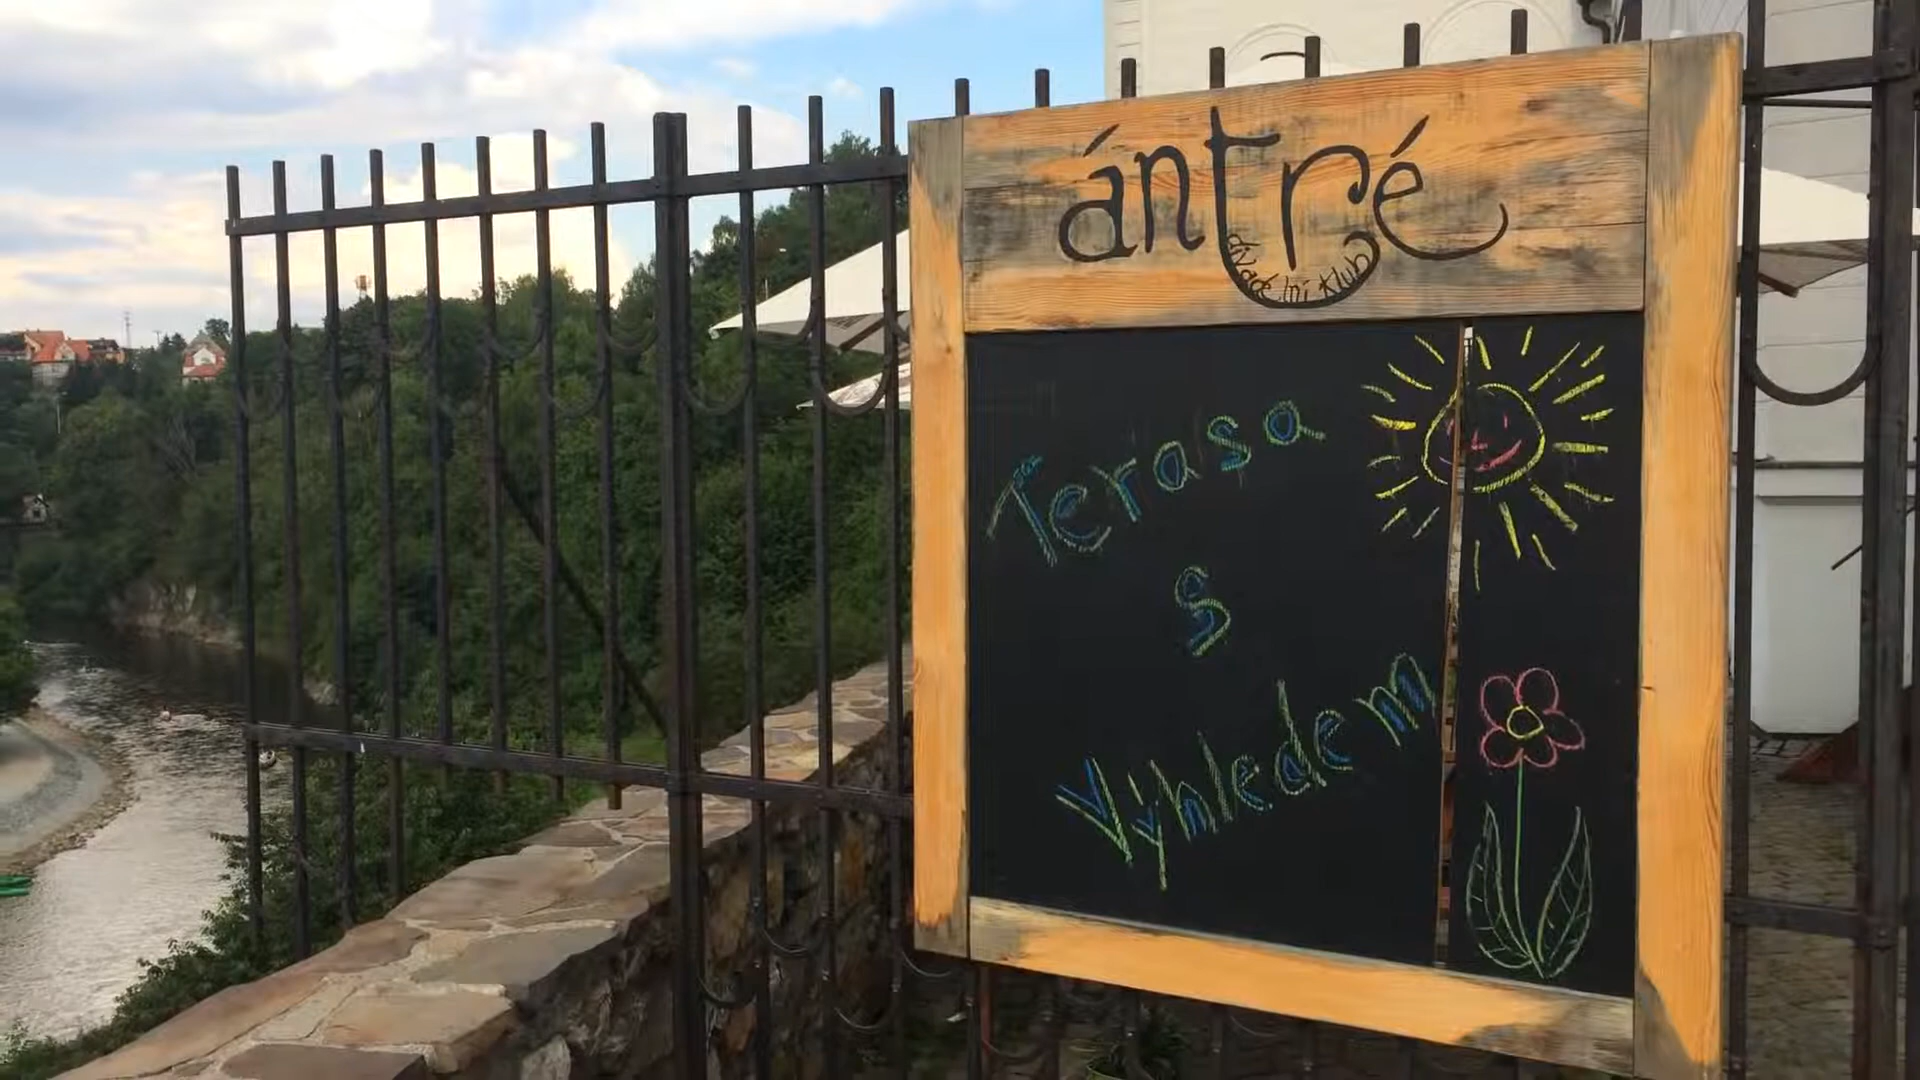 ántré
divadelní klub
Terasa
s
Výhledem